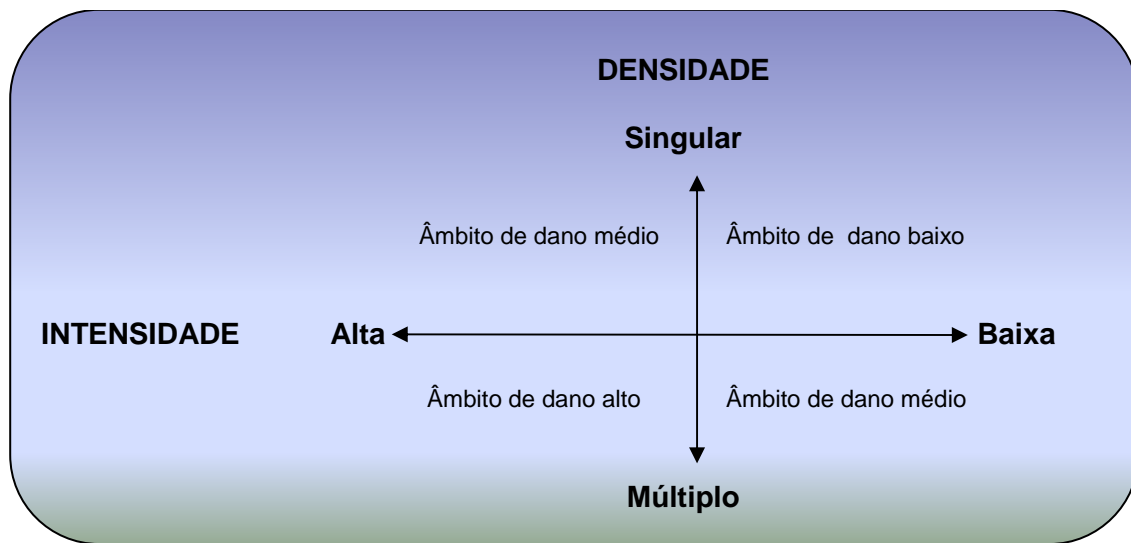 DENSIDADE
Singular
Âmbito de dano médio
Âmbito de dano baixo
INTENSIDADE
Alta
Baixa
Âmbito de dano alto
Âmbito de dano médio
Múltiplo